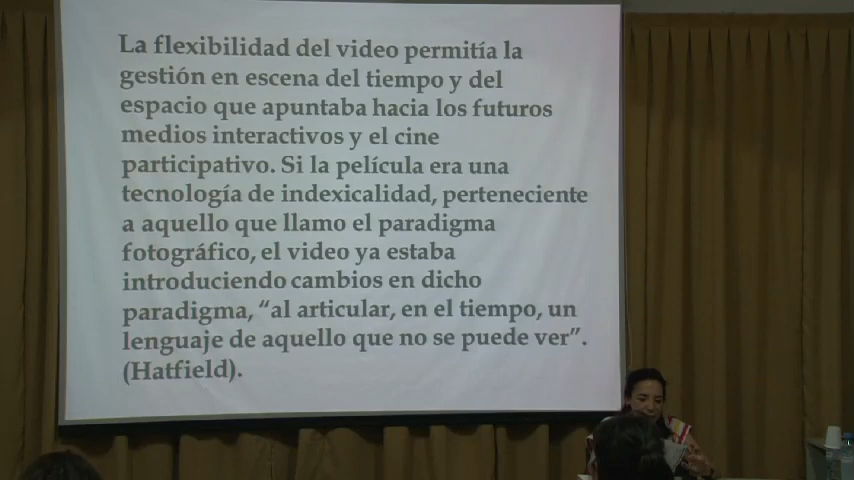 La flexibilidad del video permitía la
gestión en escena del tiempo y del
espacio que apuntaba hacia los futuros
medios interactivos y el cine
participativo. Si la película era una
tecnología de indexicalidad, perteneciente
a aquello que llamo el paradigma
fotográfico, el video ya estaba
introduciendo cambios en dicho
paradigma, “al articular, en el tiempo, un
lenguaje de aquello que no se puede ver”.
(Hatfield).